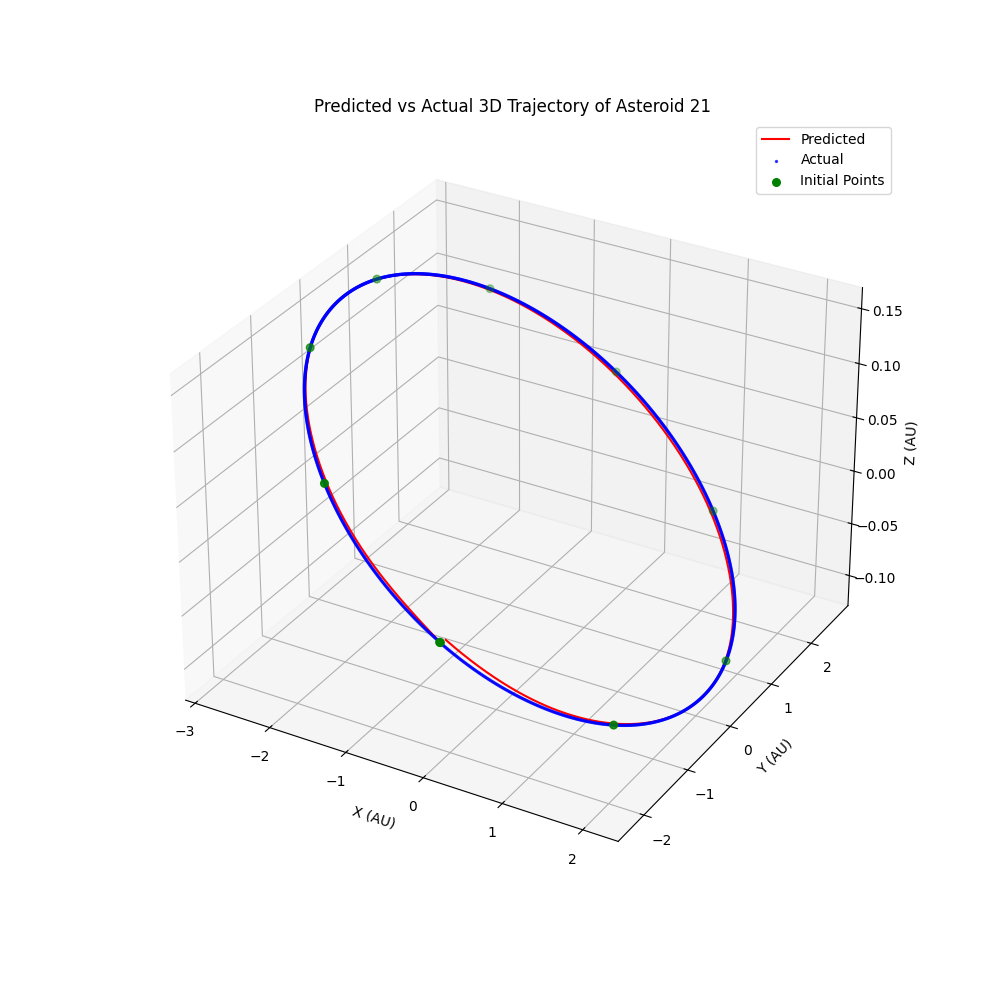 Predicted vs Actual 3D Trajectory of Asteroid 21
Predicted
Actual
Initial Points
0.15
0.10
0.05
0.00
−0.05
−0.10
Z (AU)
2
1
0
−1
−2
Y (AU)
−3
−2
−1
0
1
2
X (AU)